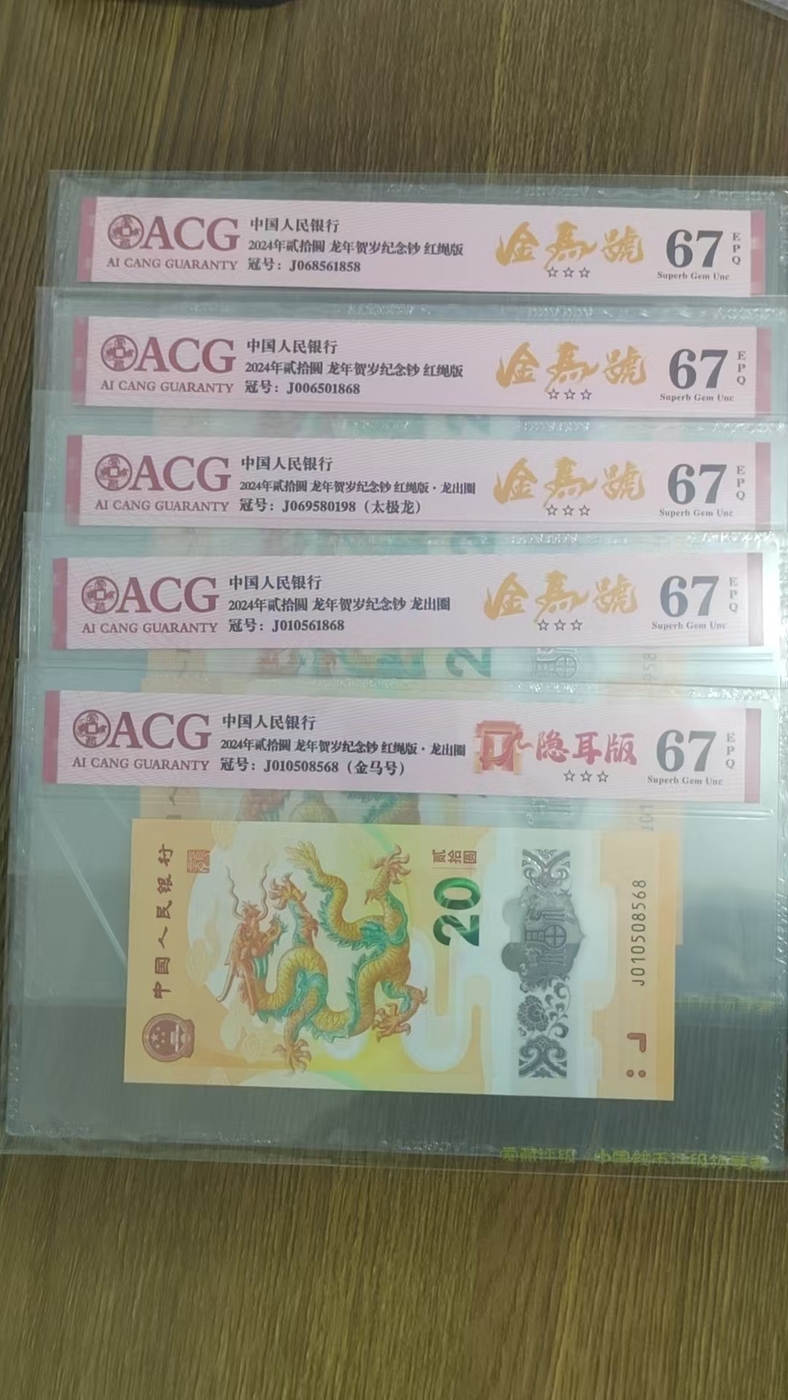 ACG
AI CANG GUARANTY
中国人民银行
2024年贰拾圆 龙年贺岁纪念钞 红绳版
冠号：J068561858
金馬號
☆☆☆
67
EPQ
Superb Gem Unc
ACG
AI CANG GUARANTY
中国人民银行
2024年贰拾圆 龙年贺岁纪念钞 红绳版
冠号：J006501868
金馬號
☆☆☆
67
EPQ
Superb Gem Unc
ACG
AI CANG GUARANTY
中国人民银行
2024年贰拾圆 龙年贺岁纪念钞 红绳版·龙出圈
冠号：J069580198（太极龙）
金馬號
☆☆☆
67
EPQ
Superb Gem Unc
ACG
AI CANG GUARANTY
中国人民银行
2024年贰拾圆 龙年贺岁纪念钞 龙出圈
冠号：J010561868
金馬號
☆☆☆
67
EPQ
Superb Gem Unc
ACG
AI CANG GUARANTY
中国人民银行
2024年贰拾圆 龙年贺岁纪念钞 红绳版·龙出圈
冠号：J010508568（金马号）
隐耳版
☆☆☆
67
EPQ
Superb Gem Unc
中国人民银行
贰拾圆
20
J010508568